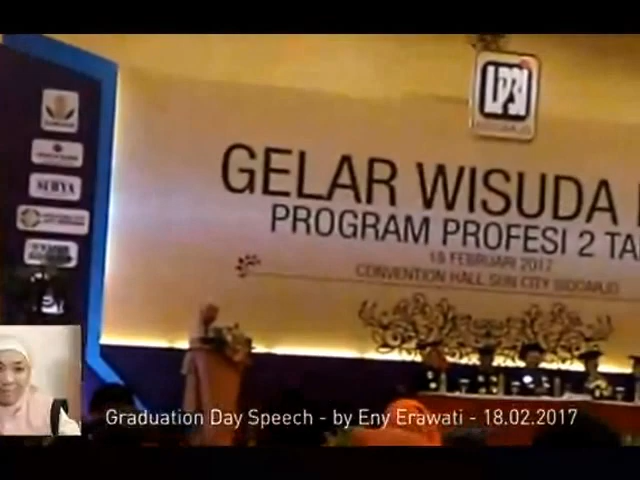 LP3I
SURYA
GELAR WISUDA
PROGRAM PROFESI 2 TA
18 FEBRUARI 2017
CONVENTION HALL SUN CITY SIDOARJO
Graduation Day Speech - by Eny Erawati - 18.02.2017